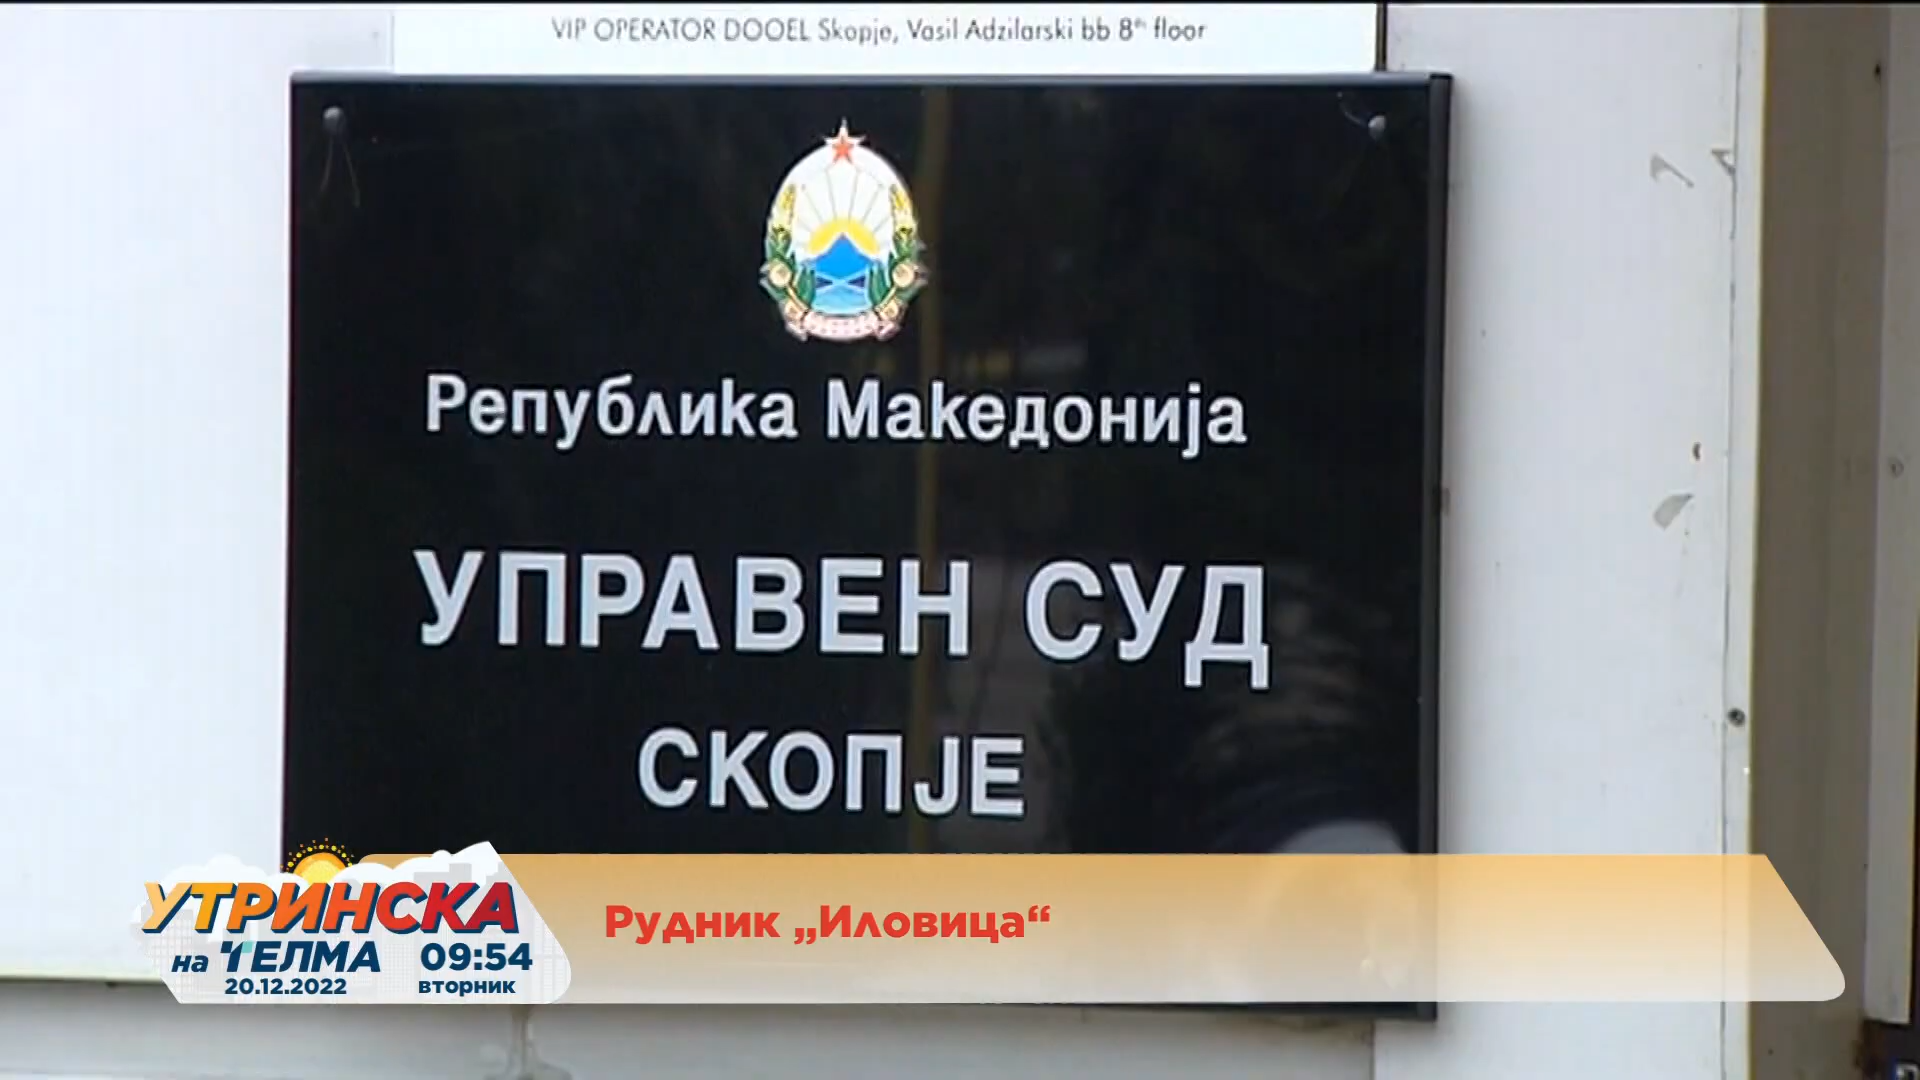 VIP OPERATOR DOOEL Skopje, Vasil Adzilarski bb 8th floor
Република Македонија
УПРАВЕН СУД
СКОПЈЕ
УТРИНСКА
на ТЕЛМА 09:54
20.12.2022 вторник
Рудник „Иловица“